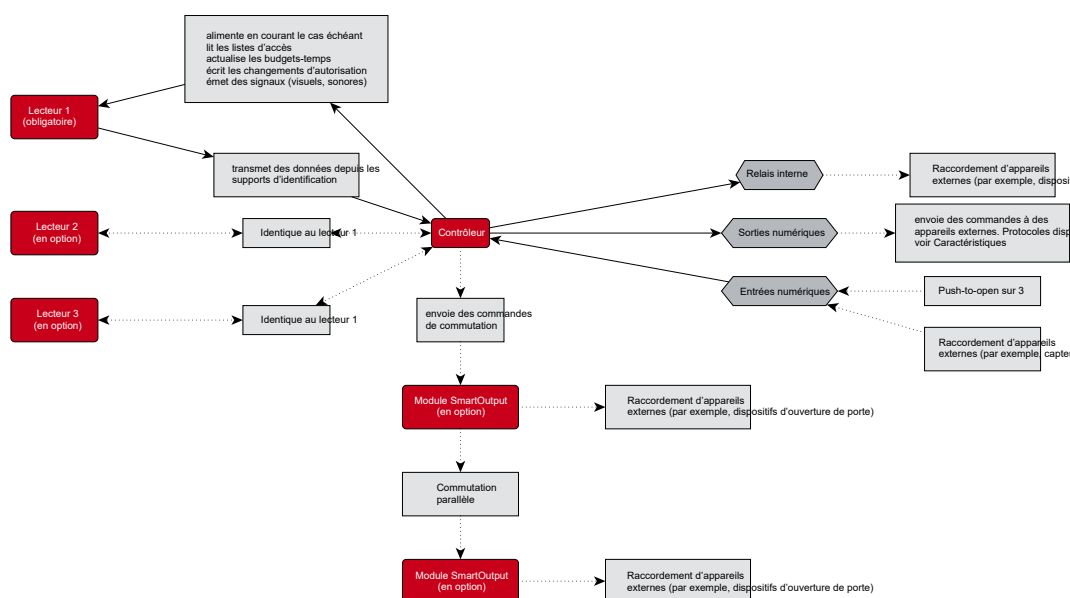 alimente en courant le cas échéant
lit les listes d'accès
actualise les budgets-temps
écrit les changements d'autorisation
émet des signaux (visuels, sonores)
Lecteur 1
(obligatoire)
transmet des données depuis les
supports d'identification
Relais interne
Raccordement d'appareils
externes (par exemple,
Lecteur 2
(en option)
Identique au lecteur 1
Contrôleur
Sorties numériques
envoie des commandes à des
appareils externes. Protocoles
voir Caractéristiques
Entrées numériques
Push-to-open sur 3
Lecteur 3
(en option)
Identique au lecteur 1
envoie des commandes
de commutation
Raccordement d'appareils
externes (par exemple,
Module SmartOutput
(en option)
Raccordement d'appareils
externes (par exemple, dispositifs d'ouverture de porte)
Commutation
parallèle
Module SmartOutput
(en option)
Raccordement d'appareils
externes (par exemple, dispositifs d'ouverture de porte)